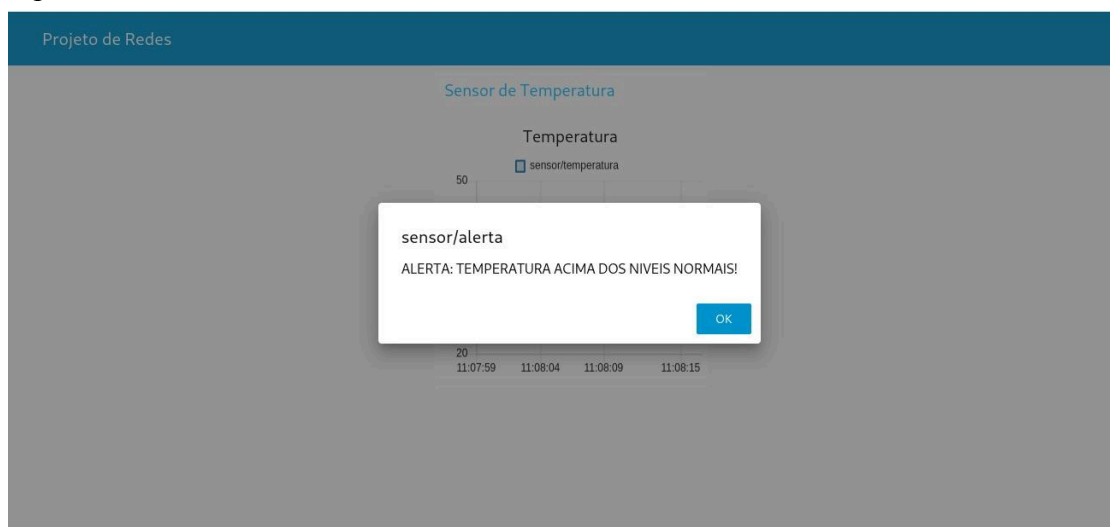 Projeto de Redes
Sensor de Temperatura
Temperatura
sensor/temperatura
50
sensor/alerta
ALERTA: TEMPERATURA ACIMA DOS NIVEIS NORMAIS!
OK
20
11:07:59 11:08:04 11:08:09 11:08:15